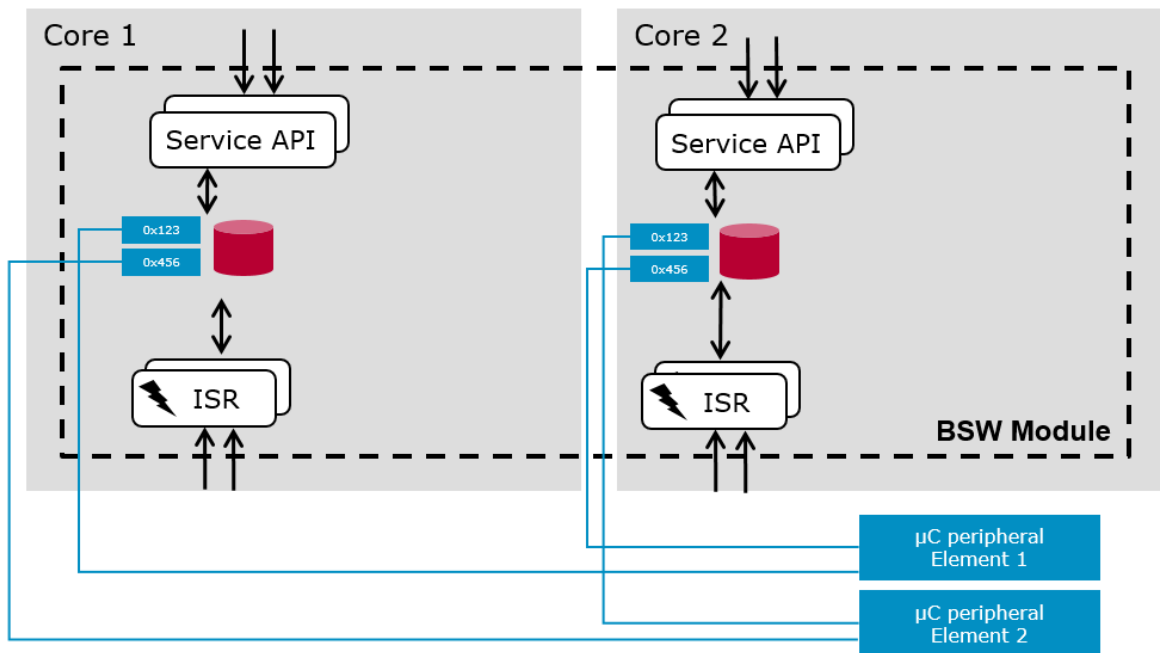 Core 1
Core 2
Service API
Service API
0x123
0x456
0x123
0x456
ISR
ISR
BSW Module
µC peripheral
Element 1
µC peripheral
Element 2